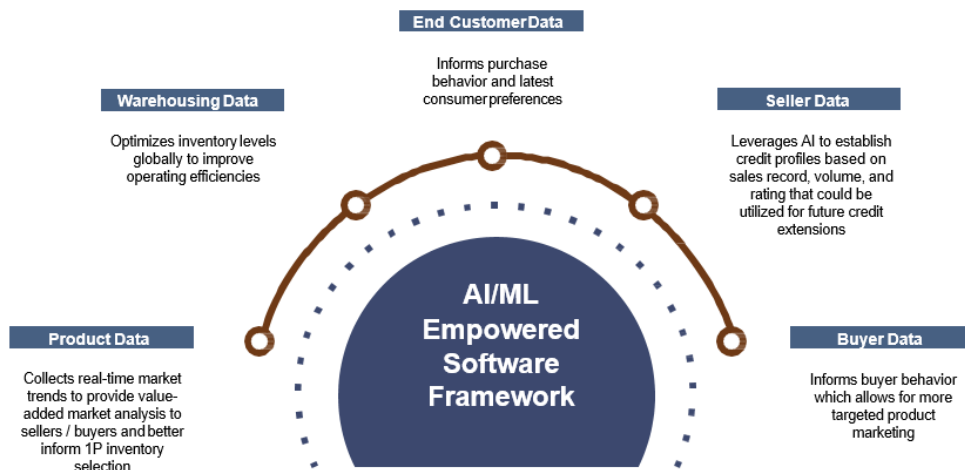 End CustomerData
Informs purchase
behavior and latest
consumer preferences
Warehousing Data
Optimizes inventory levels
globally to improve
operating efficiencies
Seller Data
Leverages AI to establish
credit profiles based on
sales record, volume, and
rating that could be
utilized for future credit
extensions
AI/ML
Empowered
Software
Framework
Product Data
Collects real-time market
trends to provide value-
added market analysis to
sellers / buyers and better
inform 1P inventory
selection
Buyer Data
Informs buyer behavior
which allows for more
targeted product
marketing